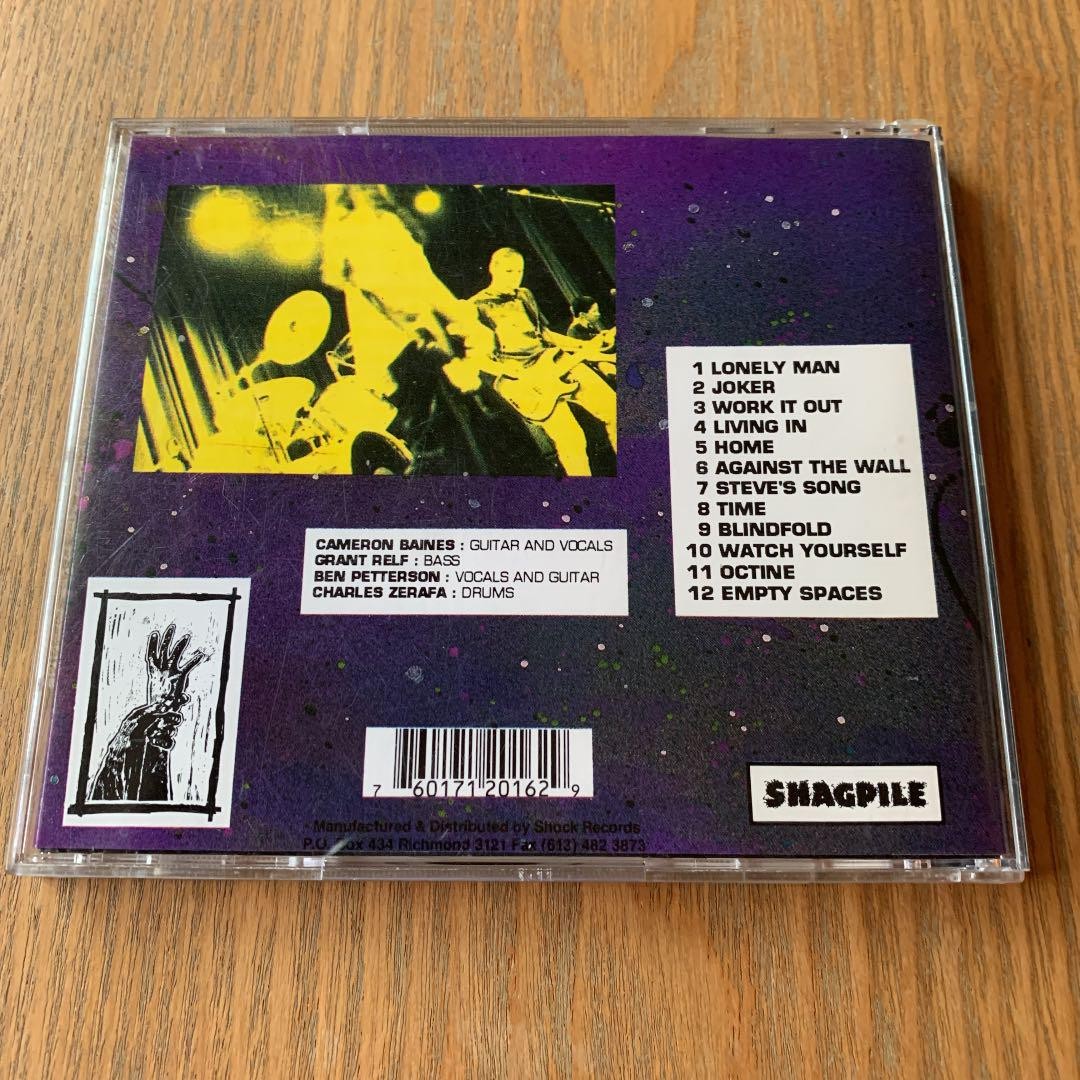 1 LONELY MAN
2 JOKER
3 WORK IT OUT
4 LIVING IN
5 HOME
6 AGAINST THE WALL
7 STEVE'S SONG
8 TIME
9 BLINDFOLD
10 WATCH YOURSELF
11 OCTINE
12 EMPTY SPACES
CAMERON BAINES : GUITAR AND VOCALS
GRANT RELF : BASS
BEN PETTERSON : VOCALS AND GUITAR
CHARLES ZERAFA : DRUMS
7 60171 20162 9
SHAGPILE
Manufactured & Distributed by Shock Records
P.O. Box 434 Richmond 3121 Fax (613) 482 3873